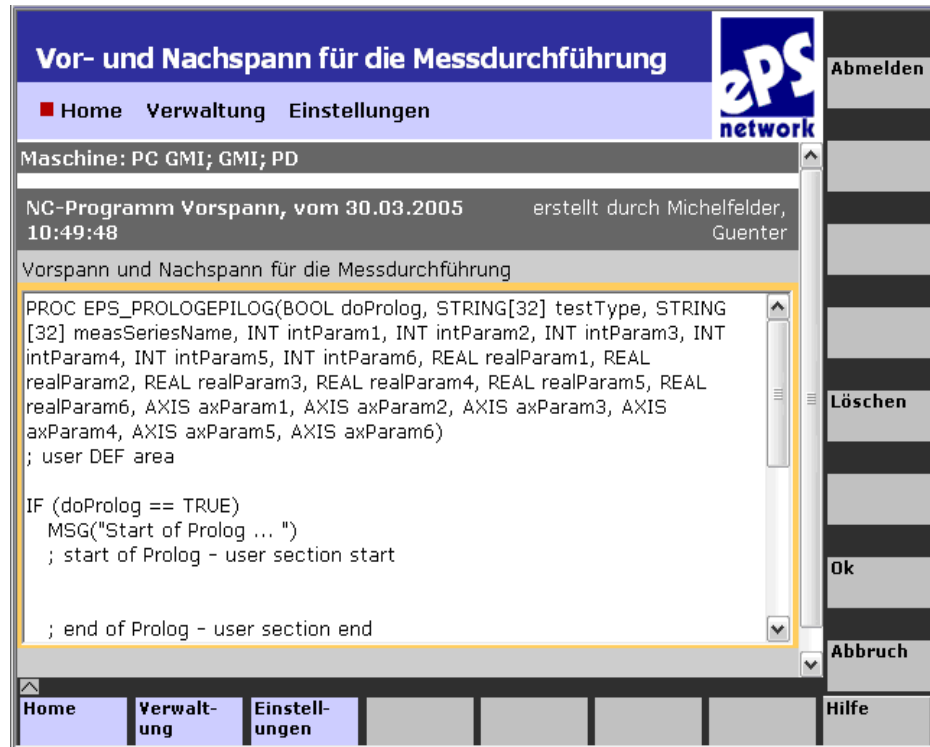 Vor- und Nachspann für die Messdurchführung
ePS
network
Home Verwaltung Einstellungen
Maschine: PC GMI; GMI; PD
NC-Programm Vorspann, vom 30.03.2005
10:49:48
erstellt durch Michelfelder,
Guenter
Vorspann und Nachspann für die Messdurchführung
PROC EPS_PROLOGEPILOG(BOOL doProlog, STRING[32] testType, STRING
[32] measSeriesName, INT intParam1, INT intParam2, INT intParam3, INT
intParam4, INT intParam5, INT intParam6, REAL realParam1, REAL
realParam2, REAL realParam3, REAL realParam4, REAL realParam5, REAL
realParam6, AXIS axParam1, AXIS axParam2, AXIS axParam3, AXIS
axParam4, AXIS axParam5, AXIS axParam6)
; user DEF area
IF (doProlog == TRUE)
MSG("Start of Prolog ... ")
; start of Prolog - user section start
; end of Prolog - user section end
Abmelden
Löschen
Ok
Abbruch
Home
Verwalt-
ung
Einstell-
ungen
Hilfe